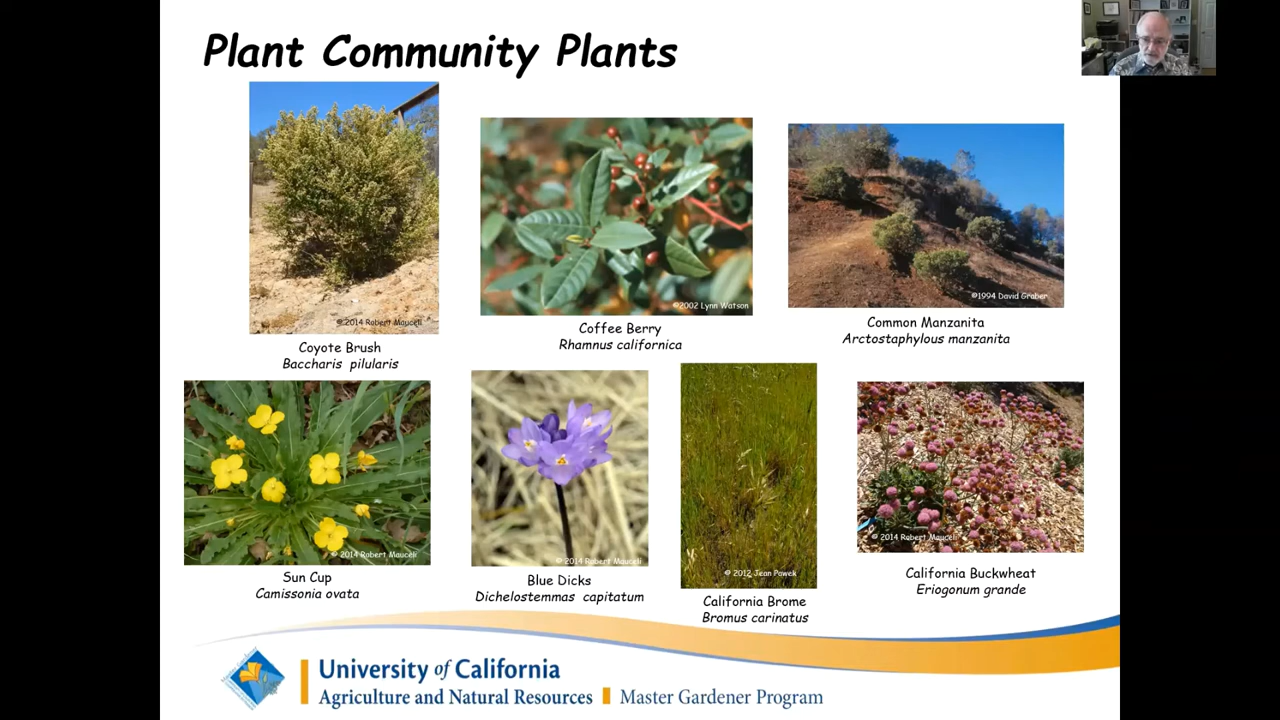 Plant Community Plants
© 2014 Robert Mauceli
Coyote Brush
Baccharis pilularis
©2002 Lynn Watson
Coffee Berry
Rhamnus californica
©1994 David Graber
Common Manzanita
Arctostaphylous manzanita
© 2014 Robert Mauceli
Sun Cup
Camissonia ovata
© 2014 Robert Mauceli
Blue Dicks
Dichelostemmas capitatum
© 2012 Jean Pawek
California Brome
Bromus carinatus
© 2014 Robert Mauceli
California Buckwheat
Eriogonum grande
University of California
Agriculture and Natural Resources Master Gardener Program